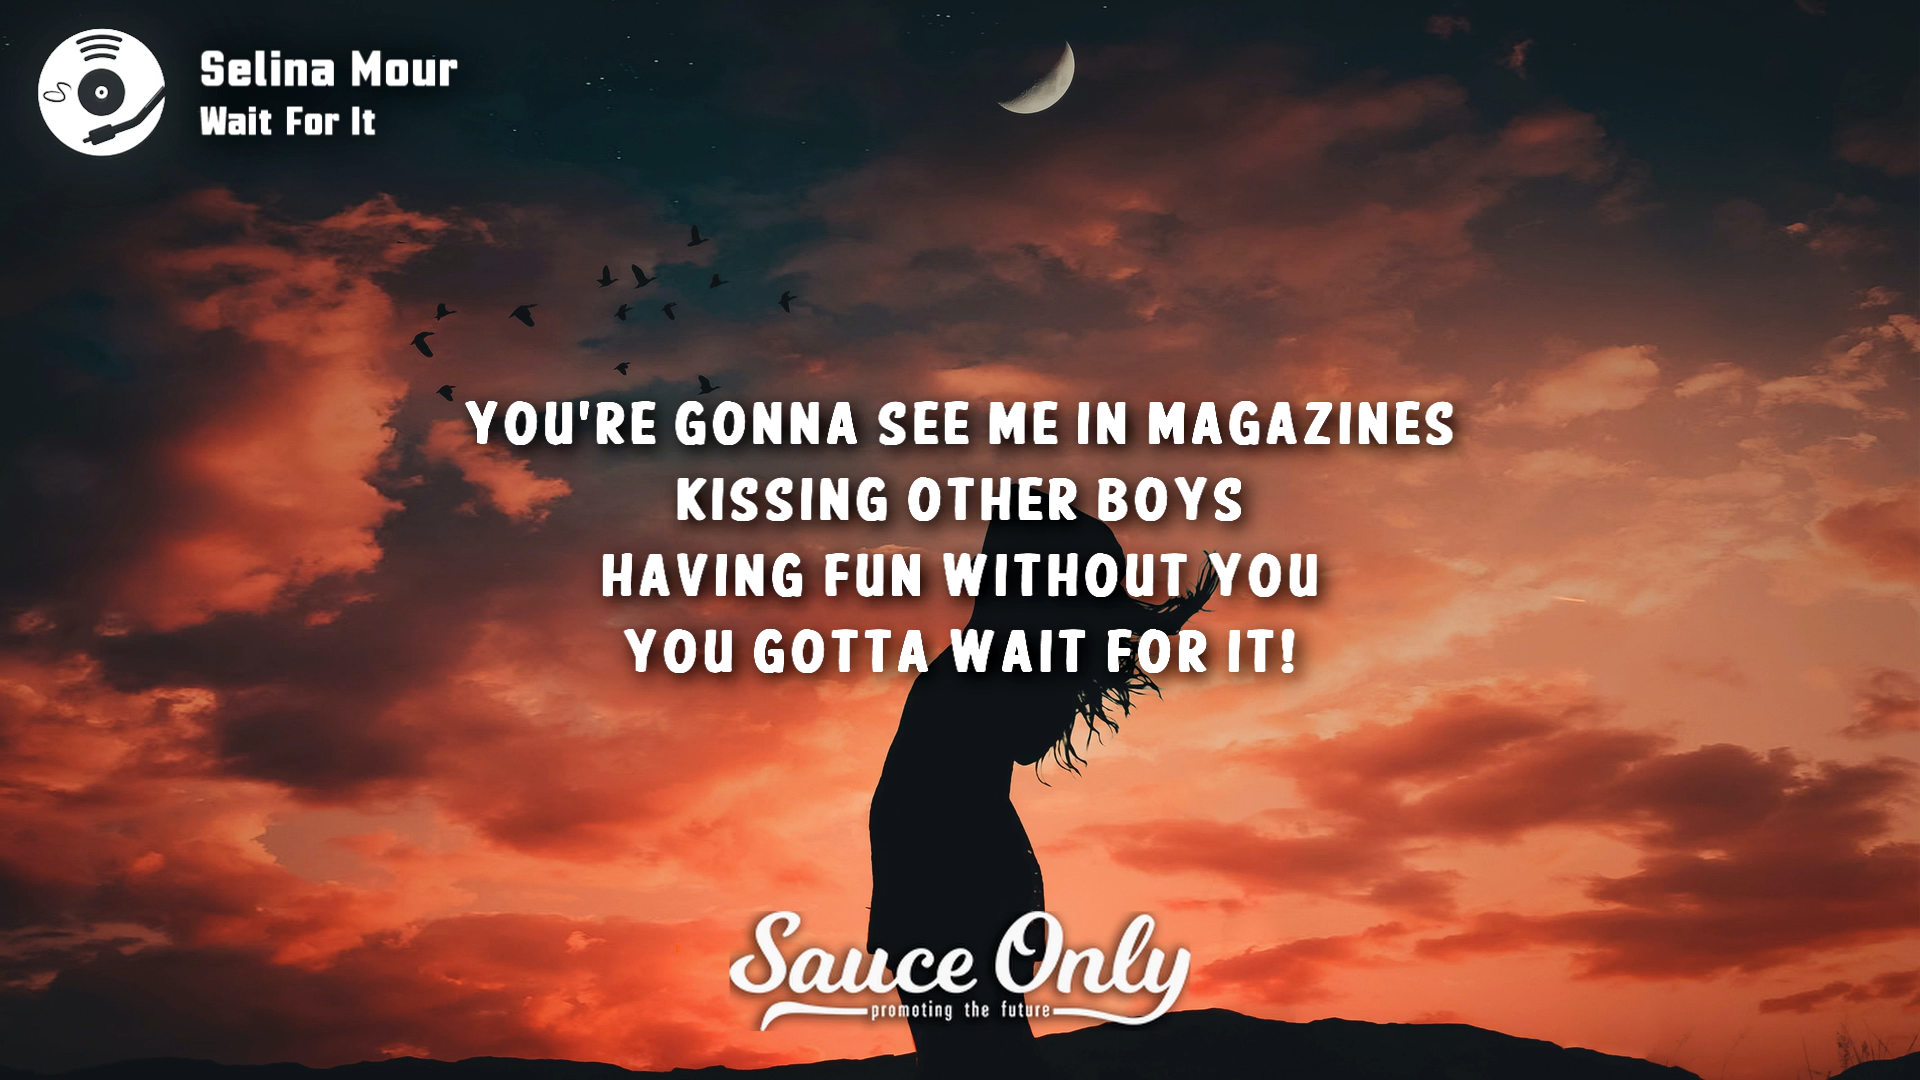 Selina Mour
Wait For It
YOU'RE GONNA SEE ME IN MAGAZINES
KISSING OTHER BOYS
HAVING FUN WITHOUT YOU
YOU GOTTA WAIT FOR IT!
Sauce Only
promoting the future